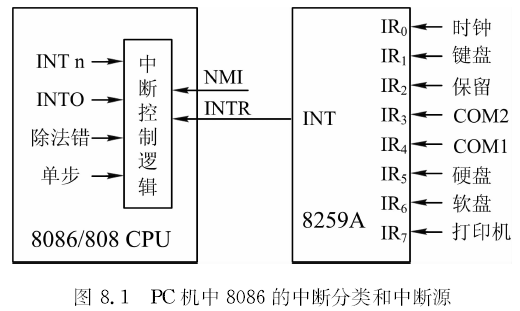 INT n
INTO
除法错
单步
中断控制逻辑
8086/808 CPU
NMI
INTR
INT
8259A
IR0 时钟
IR1 键盘
IR2 保留
IR3 COM2
IR4 COM1
IR5 硬盘
IR6 软盘
IR7 打印机
图 8.1 PC 机中 8086 的中断分类和中断源